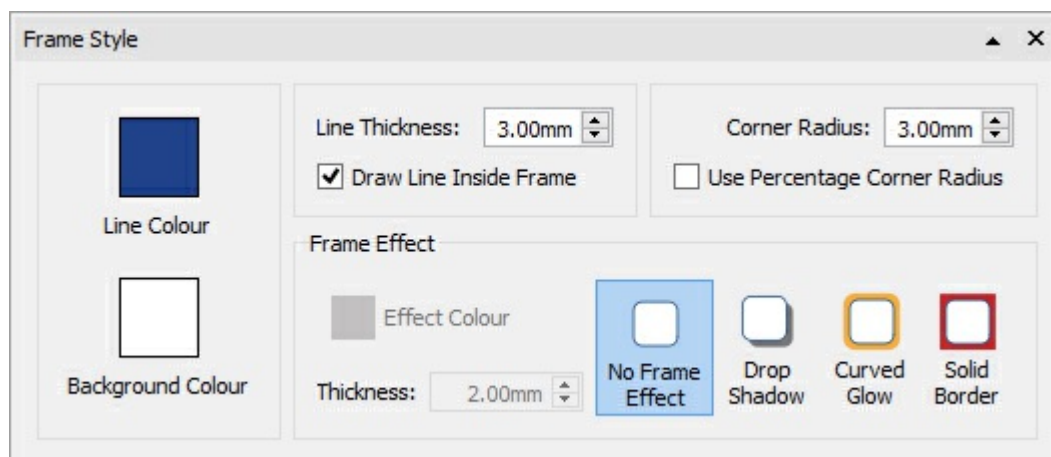 Frame Style
Line Colour
Background Colour
Line Thickness: 3.00mm
Draw Line Inside Frame
Corner Radius: 3.00mm
Use Percentage Corner Radius
Frame Effect
Effect Colour
Thickness: 2.00mm
No Frame
Effect
Drop
Shadow
Curved
Glow
Solid
Border